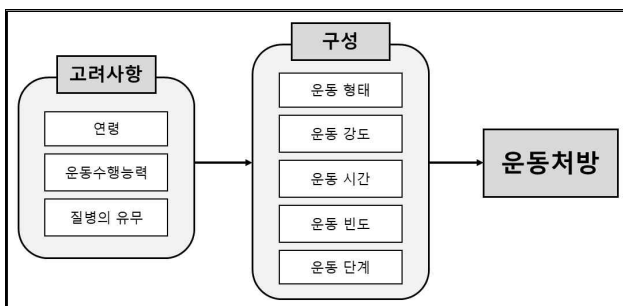 고려사항
연령
운동수행능력
질병의 유무
구성
운동 형태
운동 강도
운동 시간
운동 빈도
운동 단계
운동처방